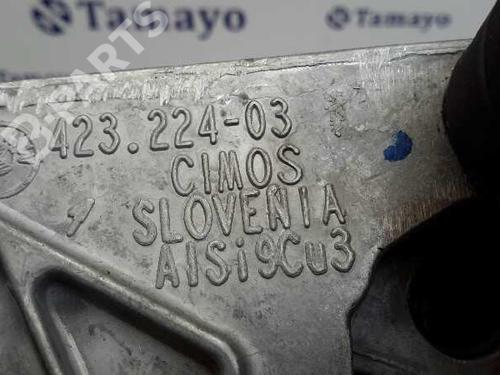 Tamayo
Tamayo
423.224-03
CIMOS
SLOVENIA
AlSi9Cu3